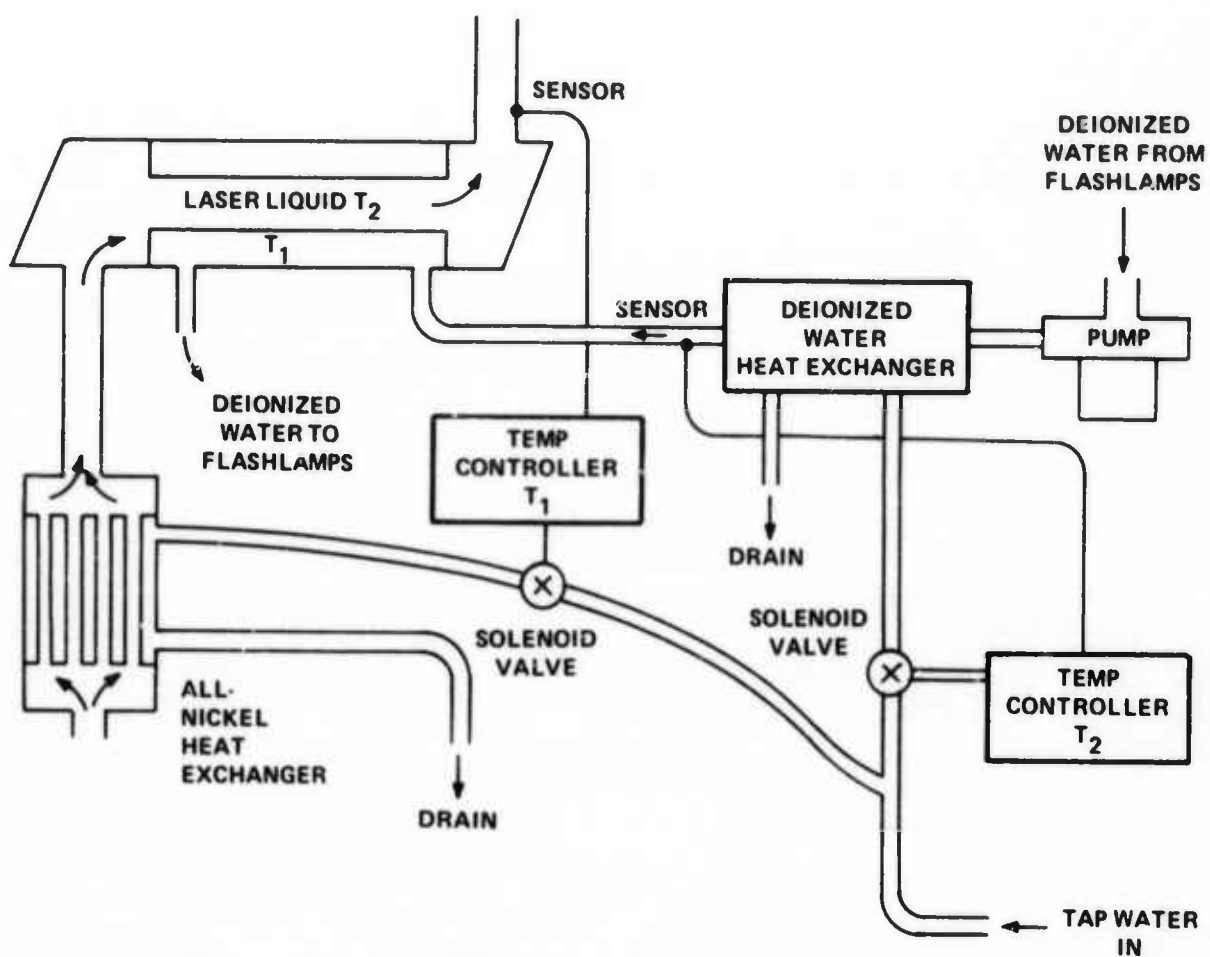 SENSOR
DEIONIZED
WATER FROM
FLASHLAMPS
LASER LIQUID T₂
T₁
SENSOR
DEIONIZED
WATER
HEAT EXCHANGER
PUMP
DEIONIZED
WATER TO
FLASHLAMPS
TEMP
CONTROLLER
T₁
DRAIN
SOLENOID
VALVE
SOLENOID
VALVE
TEMP
CONTROLLER
T₂
ALL-
NICKEL
HEAT
EXCHANGER
DRAIN
TAP WATER
IN